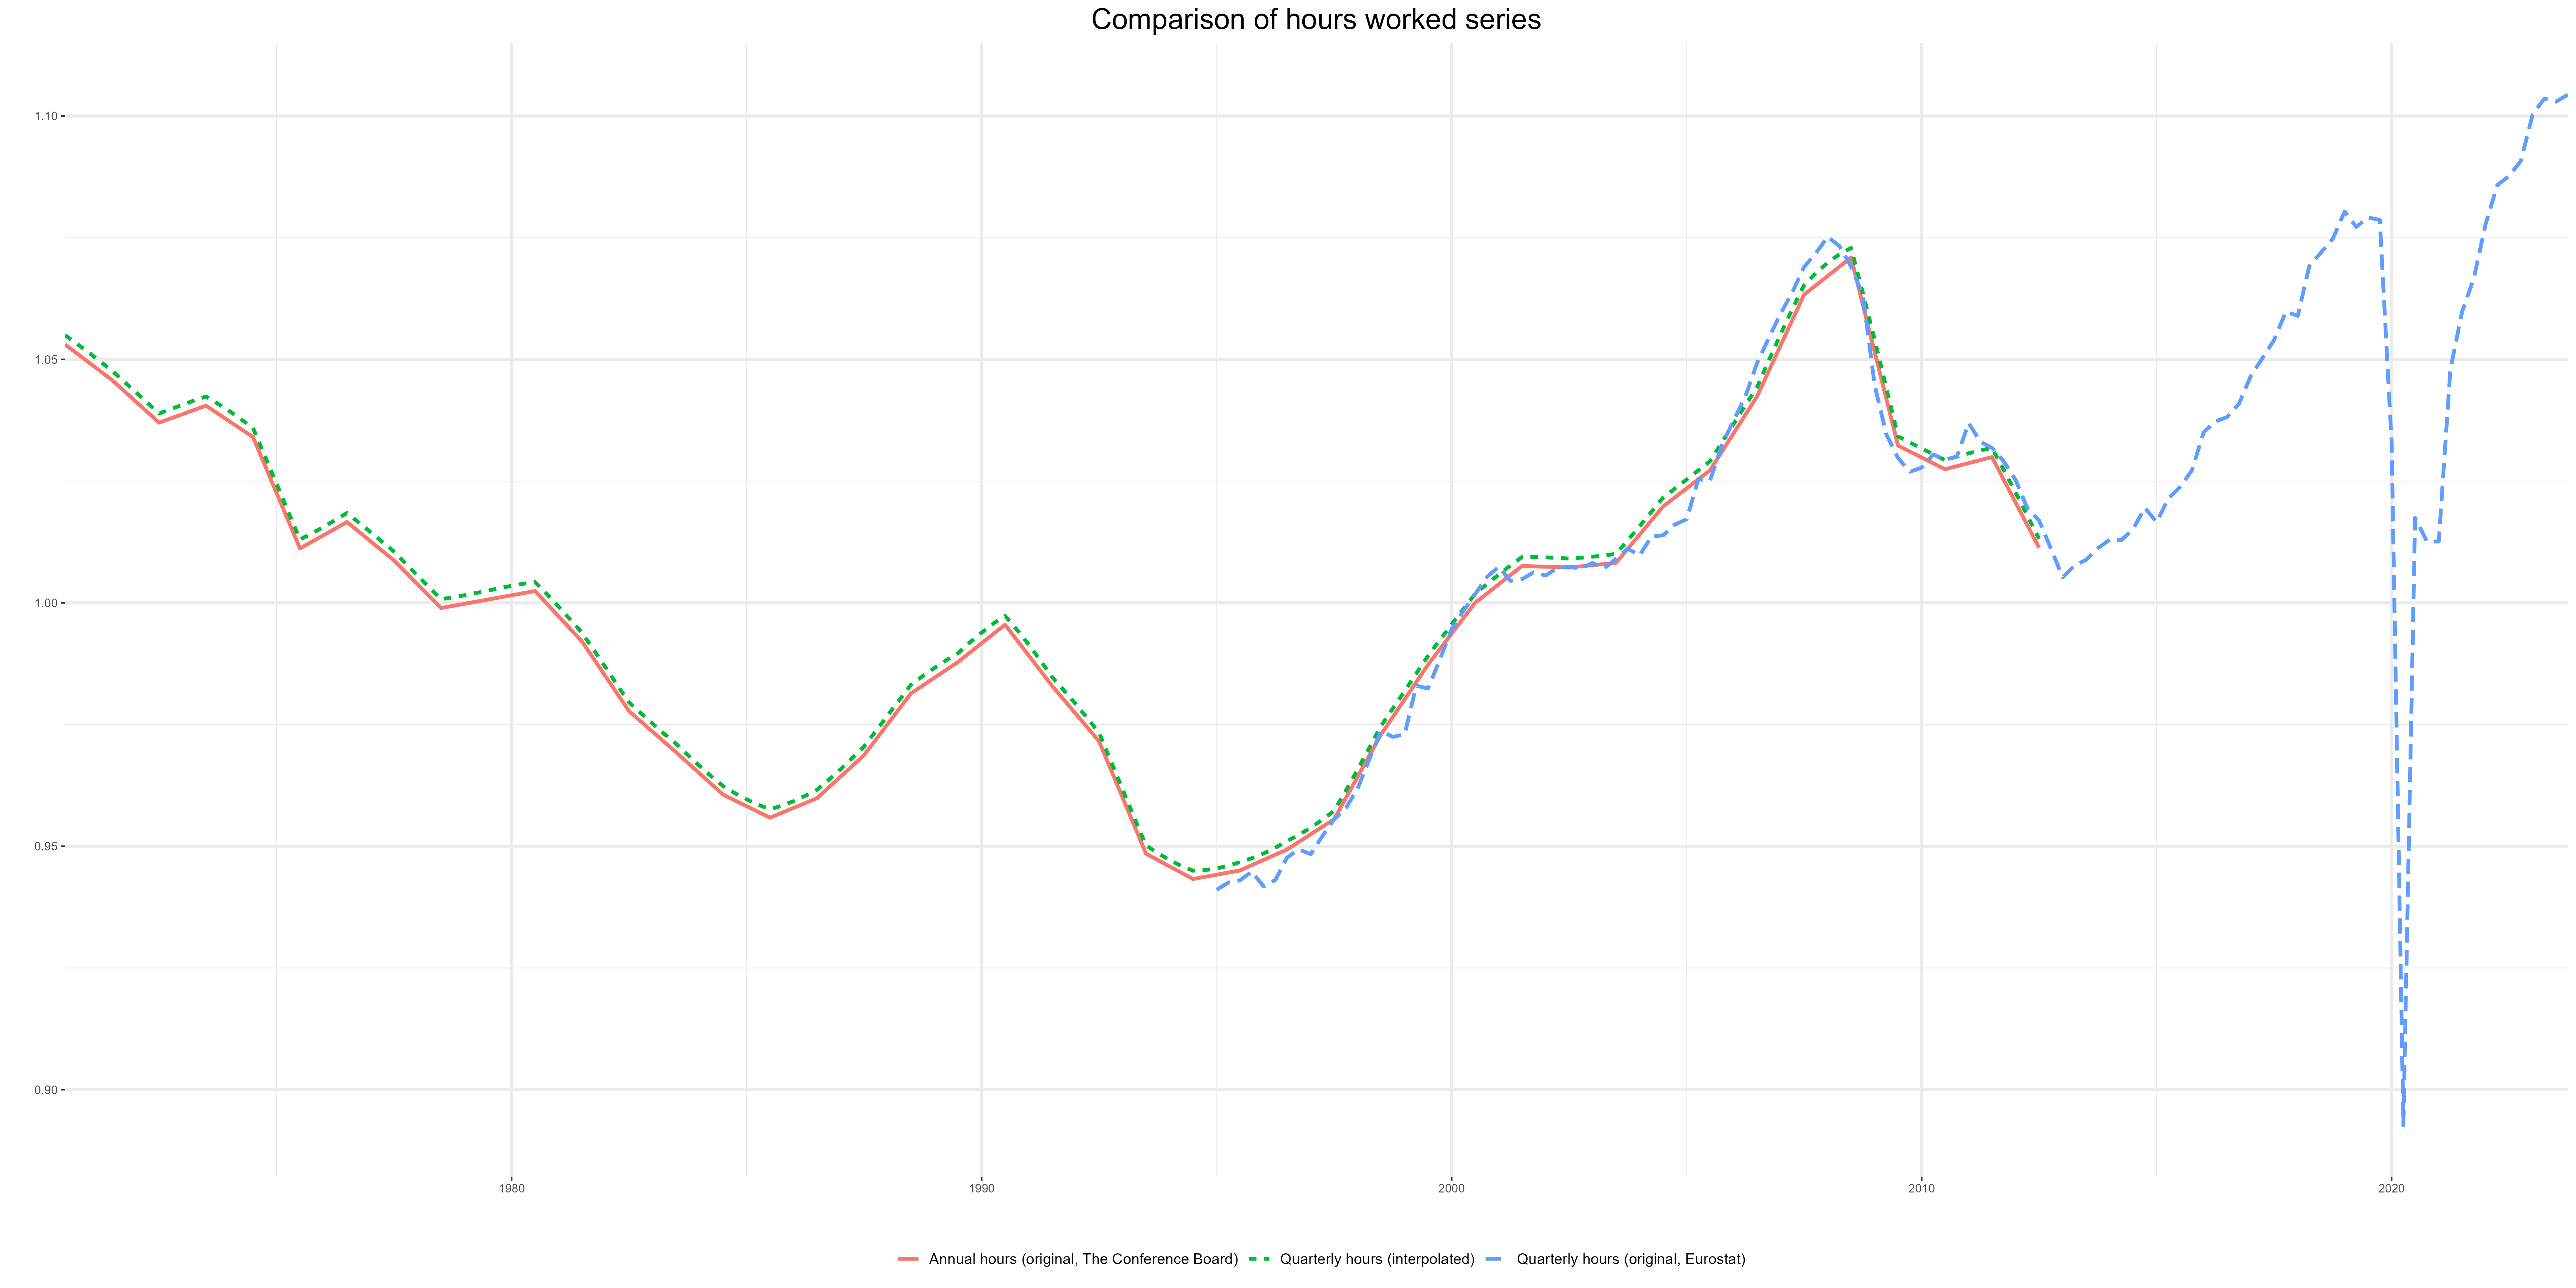 Comparison of hours worked series
1.10
1.05
1.00
0.95
0.90
1980 1990 2000 2010 2020
Annual hours (original, The Conference Board) Quarterly hours (interpolated) Quarterly hours (original, Eurostat)